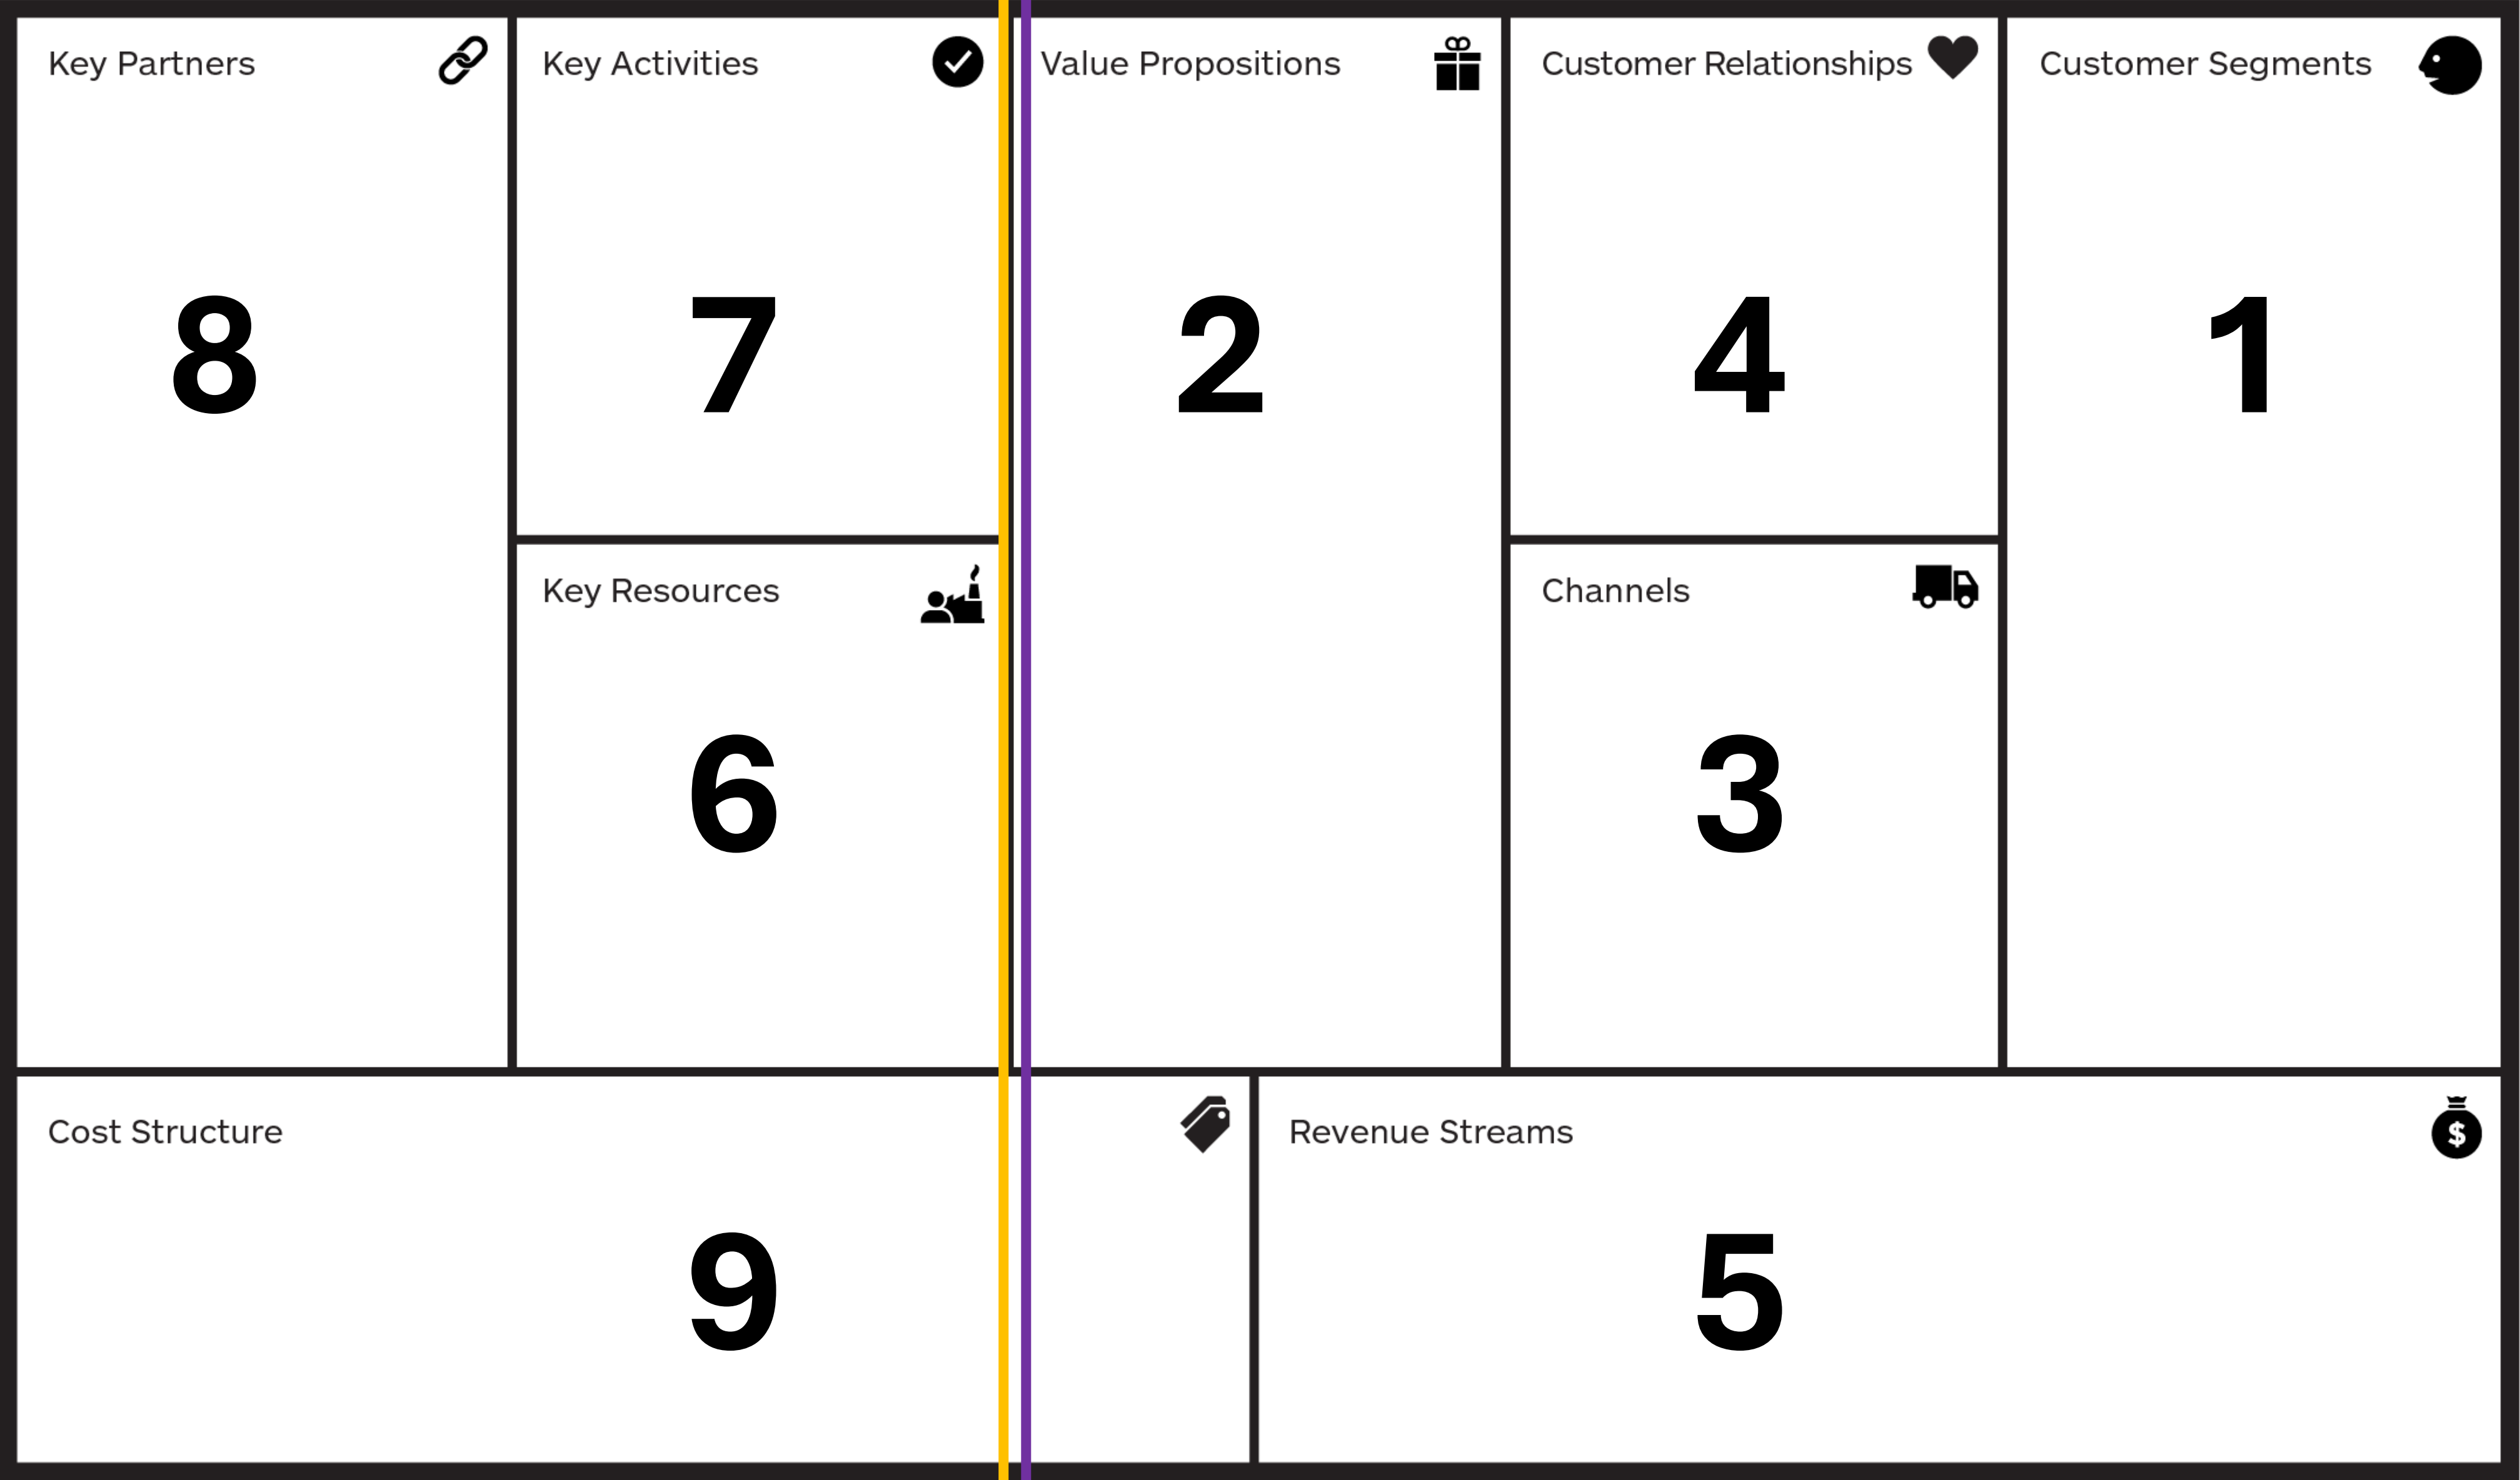 Key Partners
8
Key Activities
7
Key Resources
6
Value Propositions
2
Customer Relationships
4
Channels
3
Customer Segments
1
Cost Structure
9
Revenue Streams
$
5